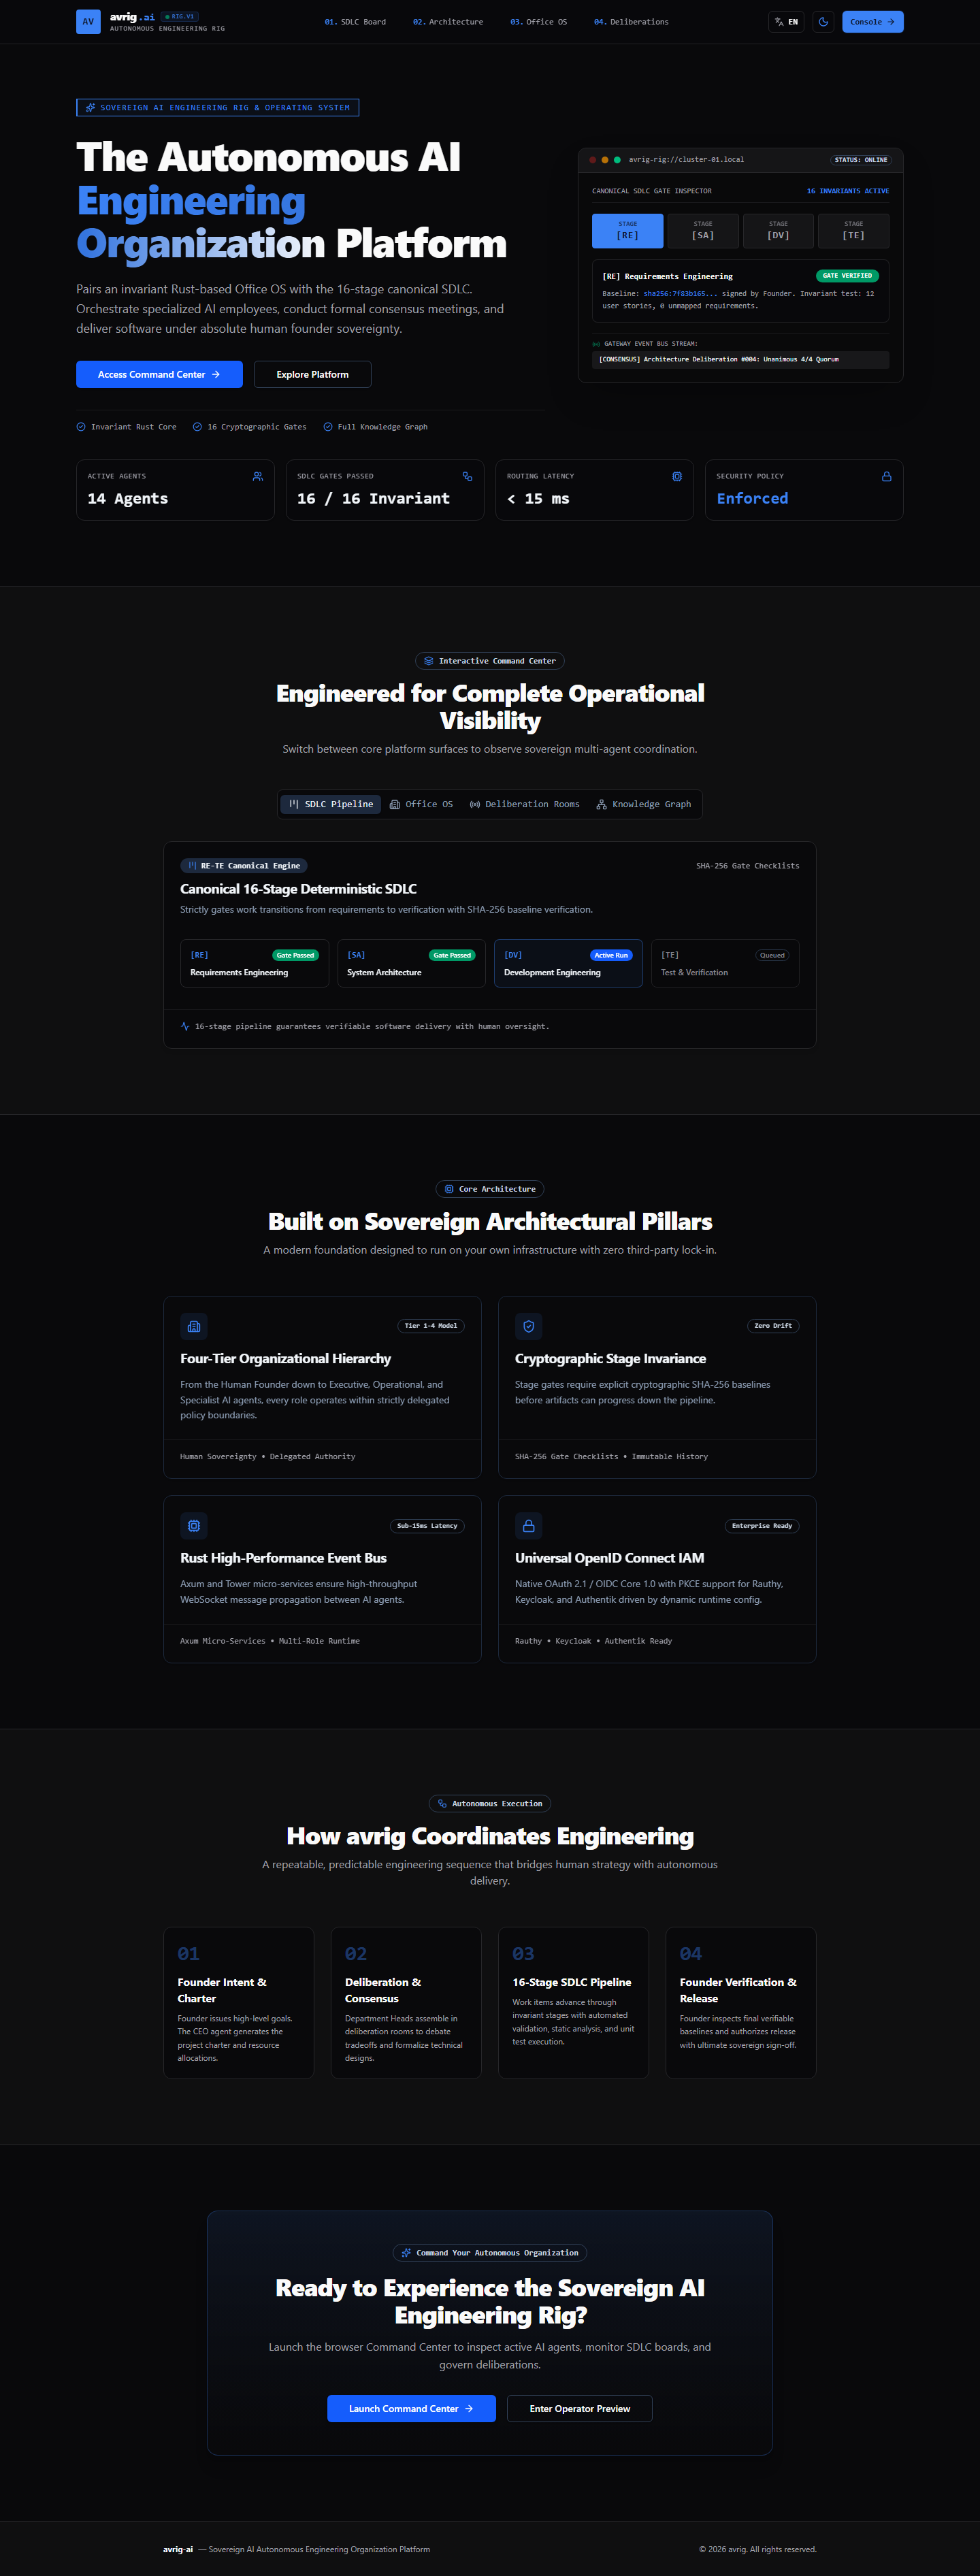 AV
avrig.ai
RIG.V1
AUTONOMOUS ENGINEERING RIG
01. SDLC Board
02. Architecture
03. Office OS
04. Deliberations
EN
Console →
SOVEREIGN AI ENGINEERING RIG & OPERATING SYSTEM
The Autonomous AI
Engineering
Organization Platform
Pairs an invariant Rust-based Office OS with the 16-stage canonical SDLC.
Orchestrate specialized AI employees, conduct formal consensus meetings, and
deliver software under absolute human founder sovereignty.
Access Command Center →
Explore Platform
Invariant Rust Core
16 Cryptographic Gates
Full Knowledge Graph
avrig-rig://cluster-01.local
STATUS: ONLINE
CANONICAL SDLC GATE INSPECTOR
16 INVARIANTS ACTIVE
STAGE
[RE]
STAGE
[SA]
STAGE
[DV]
STAGE
[TE]
[RE] Requirements Engineering
GATE VERIFIED
Baseline: sha256:7f83b165... signed by Founder. Invariant test: 12
user stories, 0 unmapped requirements.
GATEWAY EVENT BUS STREAM:
[CONSENSUS] Architecture Deliberation #004: Unanimous 4/4 Quorum
ACTIVE AGENTS
14 Agents
SDLC GATES PASSED
16 / 16 Invariant
ROUTING LATENCY
< 15 ms
SECURITY POLICY
Enforced
Interactive Command Center
Engineered for Complete Operational
Visibility
Switch between core platform surfaces to observe sovereign multi-agent coordination.
SDLC Pipeline
Office OS
Deliberation Rooms
Knowledge Graph
RE-TE Canonical Engine
SHA-256 Gate Checklists
Canonical 16-Stage Deterministic SDLC
Strictly gates work transitions from requirements to verification with SHA-256 baseline verification.
[RE]
Gate Passed
Requirements Engineering
[SA]
Gate Passed
System Architecture
[DV]
Active Run
Development Engineering
[TE]
Queued
Test & Verification
16-stage pipeline guarantees verifiable software delivery with human oversight.
Core Architecture
Built on Sovereign Architectural Pillars
A modern foundation designed to run on your own infrastructure with zero third-party lock-in.
Tier 1-4 Model
Four-Tier Organizational Hierarchy
From the Human Founder down to Executive, Operational, and
Specialist AI agents, every role operates within strictly delegated
policy boundaries.
Human Sovereignty • Delegated Authority
Zero Drift
Cryptographic Stage Invariance
Stage gates require explicit cryptographic SHA-256 baselines
before artifacts can progress down the pipeline.
SHA-256 Gate Checklists • Immutable History
Sub-15ms Latency
Rust High-Performance Event Bus
Axum and Tower micro-services ensure high-throughput
WebSocket message propagation between AI agents.
Axum Micro-Services • Multi-Role Runtime
Enterprise Ready
Universal OpenID Connect IAM
Native OAuth 2.1 / OIDC Core 1.0 with PKCE support for Rauthy,
Keycloak, and Authentik driven by dynamic runtime config.
Rauthy • Keycloak • Authentik Ready
Autonomous Execution
How avrig Coordinates Engineering
A repeatable, predictable engineering sequence that bridges human strategy with autonomous
delivery.
01
Founder Intent &
Charter
Founder issues high-level goals.
The CEO agent generates the
project charter and resource
allocations.
02
Deliberation &
Consensus
Department Heads assemble in
deliberation rooms to debate
tradeoffs and formalize technical
designs.
03
16-Stage SDLC Pipeline
Work items advance through
invariant stages with automated
validation, static analysis, and unit
test execution.
04
Founder Verification &
Release
Founder inspects final verifiable
baselines and authorizes release
with ultimate sovereign sign-off.
Command Your Autonomous Organization
Ready to Experience the Sovereign AI
Engineering Rig?
Launch the browser Command Center to inspect active AI agents, monitor SDLC boards, and
govern deliberations.
Launch Command Center →
Enter Operator Preview
avrig-ai — Sovereign AI Autonomous Engineering Organization Platform
© 2026 avrig. All rights reserved.